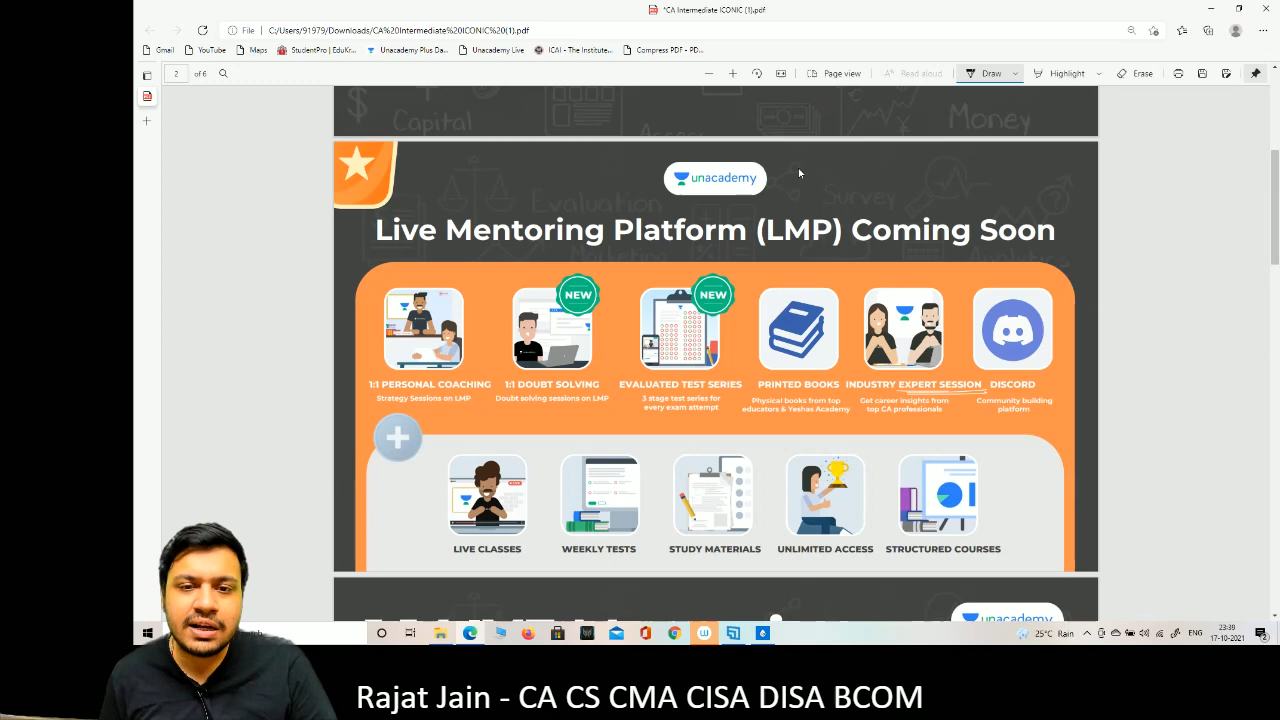 *CA Intermediate ICONIC (1).pdf
File
C:/Users/91979/Downloads/CA%20Intermediate%20ICONIC%20(1).pdf
Gmail
YouTube
Maps
StudentPro | EduKr...
Unacademy Plus Da...
Unacademy Live
ICAI - The Institute...
Compress PDF - PD...
2 of 6
Page view
Read aloud
Draw
Highlight
Erase
Capital
Money
unacademy
Evaluation
Survey
Live Mentoring Platform (LMP) Coming Soon
Marketing
NEW
NEW
1:1 PERSONAL COACHING
Strategy Sessions on LMP
1:1 DOUBT SOLVING
Doubt solving sessions on LMP
EVALUATED TEST SERIES
3 stage test series for
every exam attempt
PRINTED BOOKS
Physical books from top
educators & Yeshas Academy
INDUSTRY EXPERT SESSION
Get career insights from
top CA professionals
DISCORD
Community building
platform
LIVE CLASSES
WEEKLY TESTS
STUDY MATERIALS
UNLIMITED ACCESS
STRUCTURED COURSES
25°C Rain
ENG
23:39
17-10-2021
Rajat Jain - CA CS CMA CISA DISA BCOM